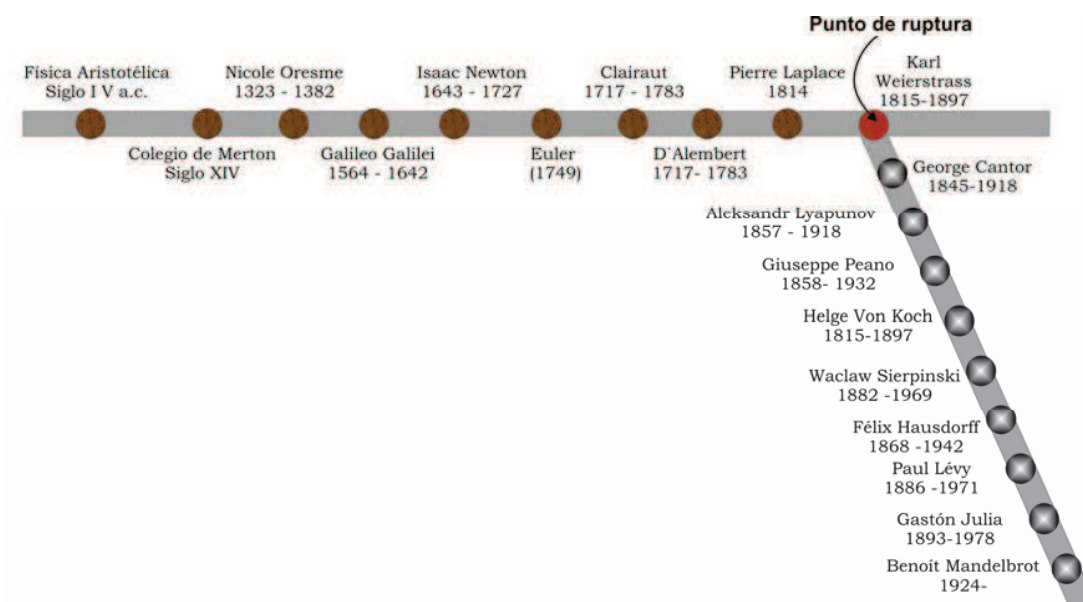 Punto de ruptura
Física Aristotélica
Siglo I V a.c.
Nicole Oresme
1323 - 1382
Isaac Newton
1643 - 1727
Clairaut
1717 - 1783
Pierre Laplace
1814
Karl
Weierstrass
1815-1897
Colegio de Merton
Siglo XIV
Galileo Galilei
1564 - 1642
Euler
(1749)
D´Alembert
1717- 1783
George Cantor
1845-1918
Aleksandr Lyapunov
1857 - 1918
Giuseppe Peano
1858- 1932
Helge Von Koch
1815-1897
Waclaw Sierpinski
1882 -1969
Félix Hausdorff
1868 -1942
Paul Lévy
1886 -1971
Gastón Julia
1893-1978
Benoît Mandelbrot
1924-